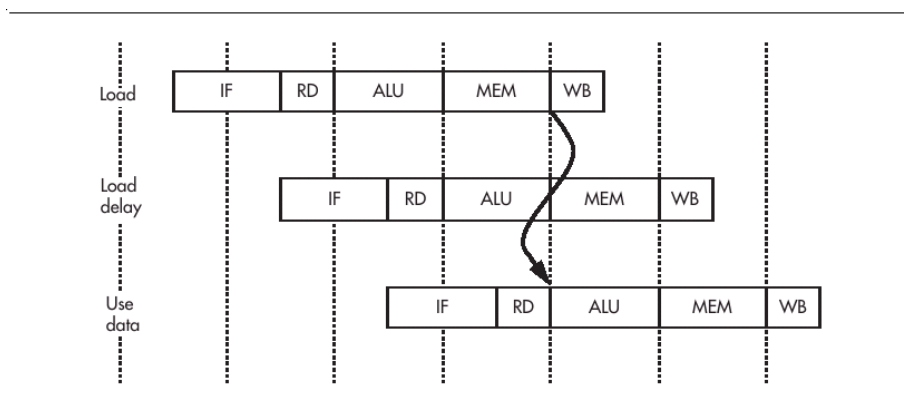 Load IF RD ALU MEM WB
Load
delay IF RD ALU MEM WB
Use
data IF RD ALU MEM WB